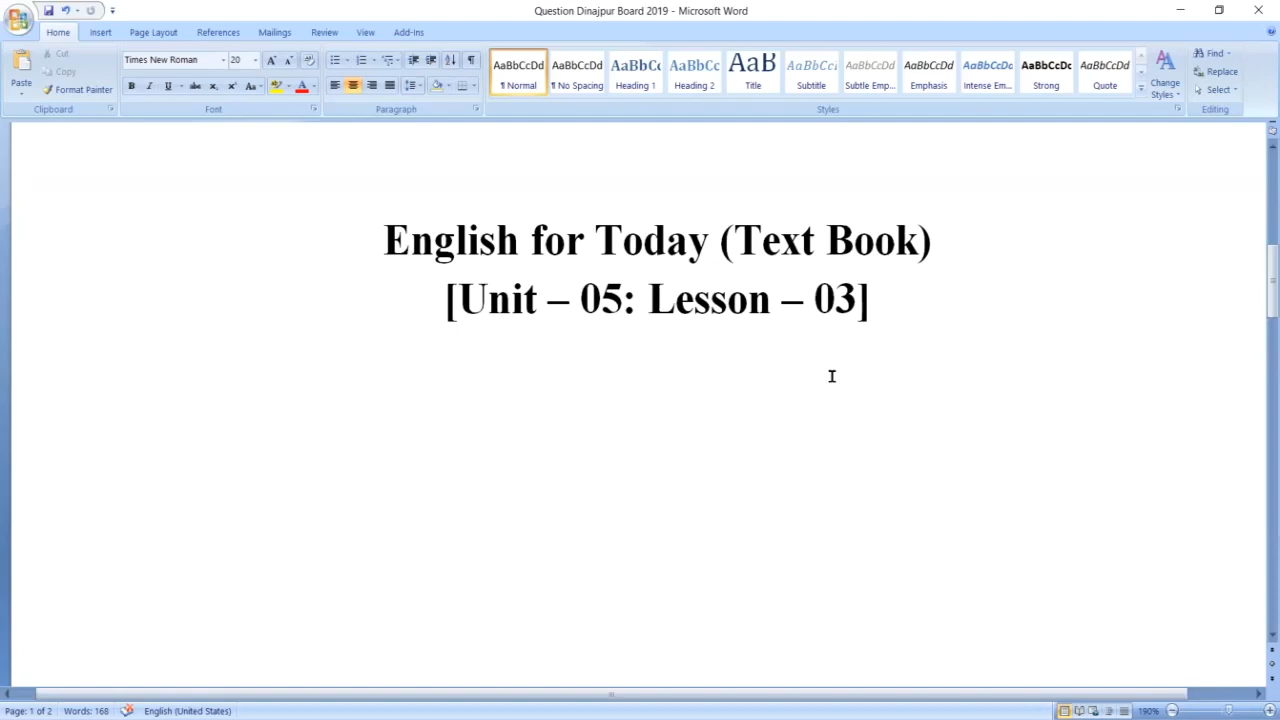 Question Dinajpur Board 2019 - Microsoft Word
Home Insert Page Layout References Mailings Review View Add-Ins
Paste
Cut
Copy
Format Painter
Clipboard
Times New Roman 20
Font
Paragraph
AaBbCcDd AaBbCcDd AaBbCc AaBbCc AaB AaBbCcI AaBbCcDd AaBbCcDd AaBbCcDd AaBbCcDc AaBbCcDd
¶ Normal ¶ No Spacing Heading 1 Heading 2 Title Subtitle Subtle Emp... Emphasis Intense Em... Strong Quote
Change Styles
Styles
Find
Replace
Select
Editing
English for Today (Text Book)
[Unit – 05: Lesson – 03]
Page: 1 of 2 Words: 168 English (United States) 190%